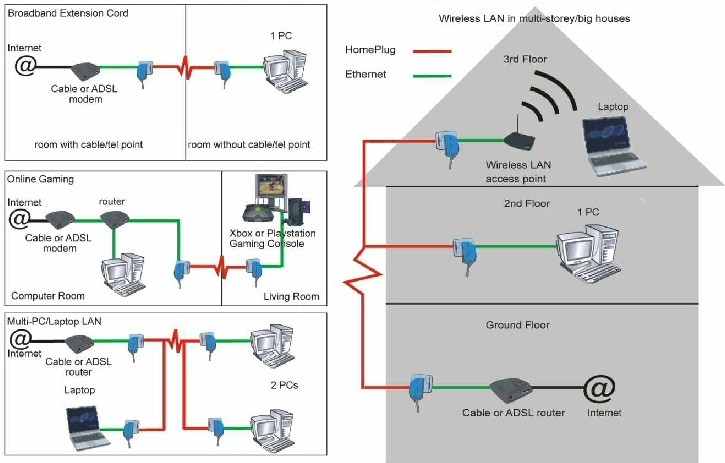 Broadband Extension Cord
Internet
@
Cable or ADSL
modem
1 PC
room with cable/tel point
room without cable/tel point
Online Gaming
Internet
@
router
Cable or ADSL
modem
Xbox or Playstation
Gaming Console
Computer Room
Living Room
Multi-PC/Laptop LAN
@
Internet
Cable or ADSL
router
Laptop
2 PCs
Wireless LAN in multi-storey/big houses
HomePlug
Ethernet
3rd Floor
Laptop
Wireless LAN
access point
2nd Floor
1 PC
Ground Floor
@
Cable or ADSL router
Internet